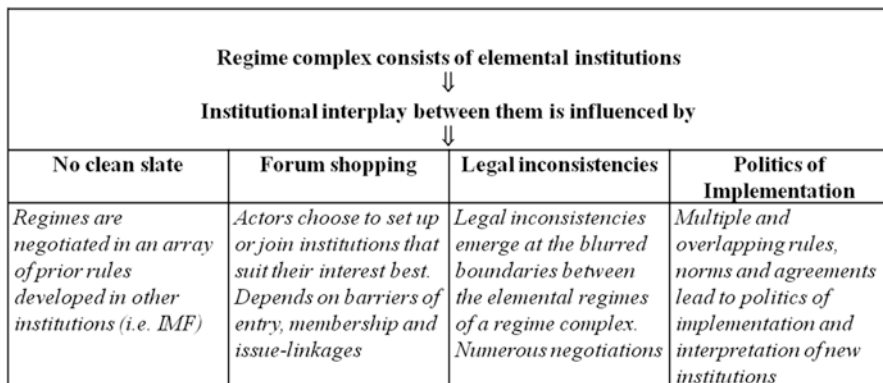 Regime complex consists of elemental institutions
⇓
Institutional interplay between them is influenced by
⇓
No clean slate
Forum shopping
Legal inconsistencies
Politics of
Implementation
Regimes are
negotiated in an array
of prior rules
developed in other
institutions (i.e. IMF)
Actors choose to set up
or join institutions that
suit their interest best.
Depends on barriers of
entry, membership and
issue-linkages
Legal inconsistencies
emerge at the blurred
boundaries between
the elemental regimes
of a regime complex.
Numerous negotiations
Multiple and
overlapping rules,
norms and agreements
lead to politics of
implementation and
interpretation of new
institutions